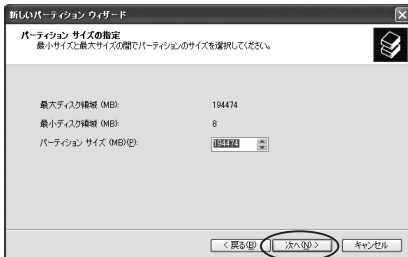 新しいパーティション ウィザード
パーティション サイズの指定
最小サイズと最大サイズの間でパーティションのサイズを選択してください。
最大ディスク領域 (MB): 194474
最小ディスク領域 (MB): 8
パーティション サイズ (MB)(P): 194474
< 戻る(B) 次へ(N) > キャンセル